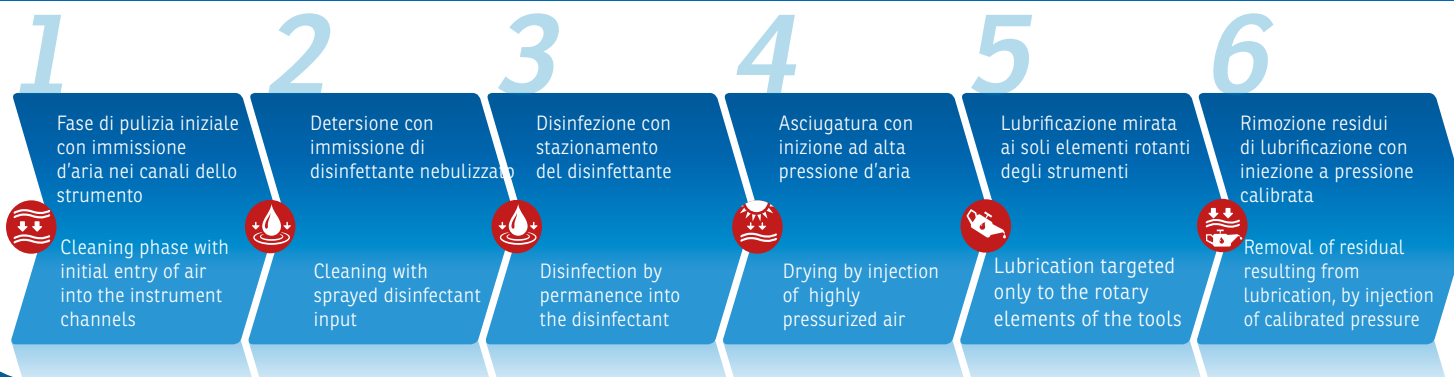 1
Fase di pulizia iniziale
con immissione
d'aria nei canali dello
strumento
Cleaning phase with
initial entry of air
into the instrument
channels
2
Detersione con
immissione di
disinfettante nebulizzato
Cleaning with
sprayed disinfectant
input
3
Disinfezione con
stazionamento
del disinfettante
Disinfection by
permanence into
the disinfectant
4
Asciugatura con
inizione ad alta
pressione d'aria
Drying by injection
of highly
pressurized air
5
Lubrificazione mirata
ai soli elementi rotanti
degli strumenti
Lubrication targeted
only to the rotary
elements of the tools
6
Rimozione residui
di lubrificazione con
iniezione a pressione
calibrata
Removal of residual
resulting from
lubrication, by injection
of calibrated pressure